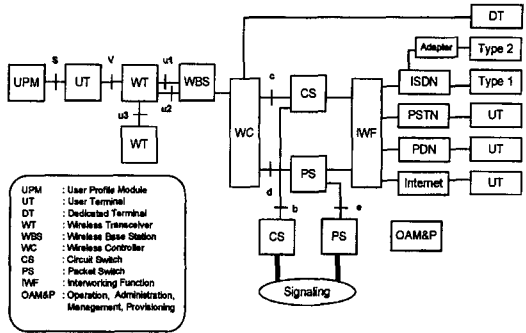 DT
Adapter Type 2
S V u1
UPM UT WT WBS
u2
u3
WT
WC
c CS
IWF
ISDN Type 1
PSTN UT
PDN UT
Internet UT
d PS
b e
CS PS
OAM&P
Signaling
UPM : User Profile Module
UT : User Terminal
DT : Dedicated Terminal
WT : Wireless Transceiver
WBS : Wireless Base Station
WC : Wireless Controller
CS : Circuit Switch
PS : Packet Switch
IWF : Interworking Function
OAM&P : Operation, Administration,
Management, Provisioning